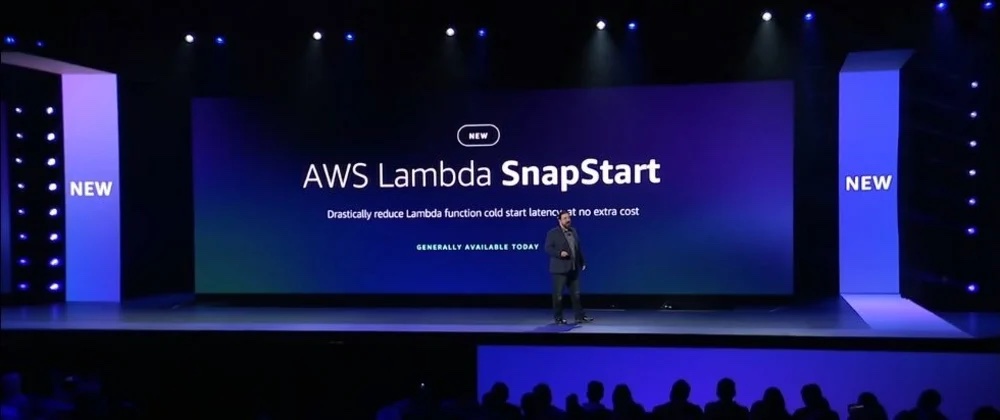 NEW
AWS Lambda SnapStart
Drastically reduce Lambda function cold start latency at no extra cost
GENERALLY AVAILABLE TODAY
NEW
NEW